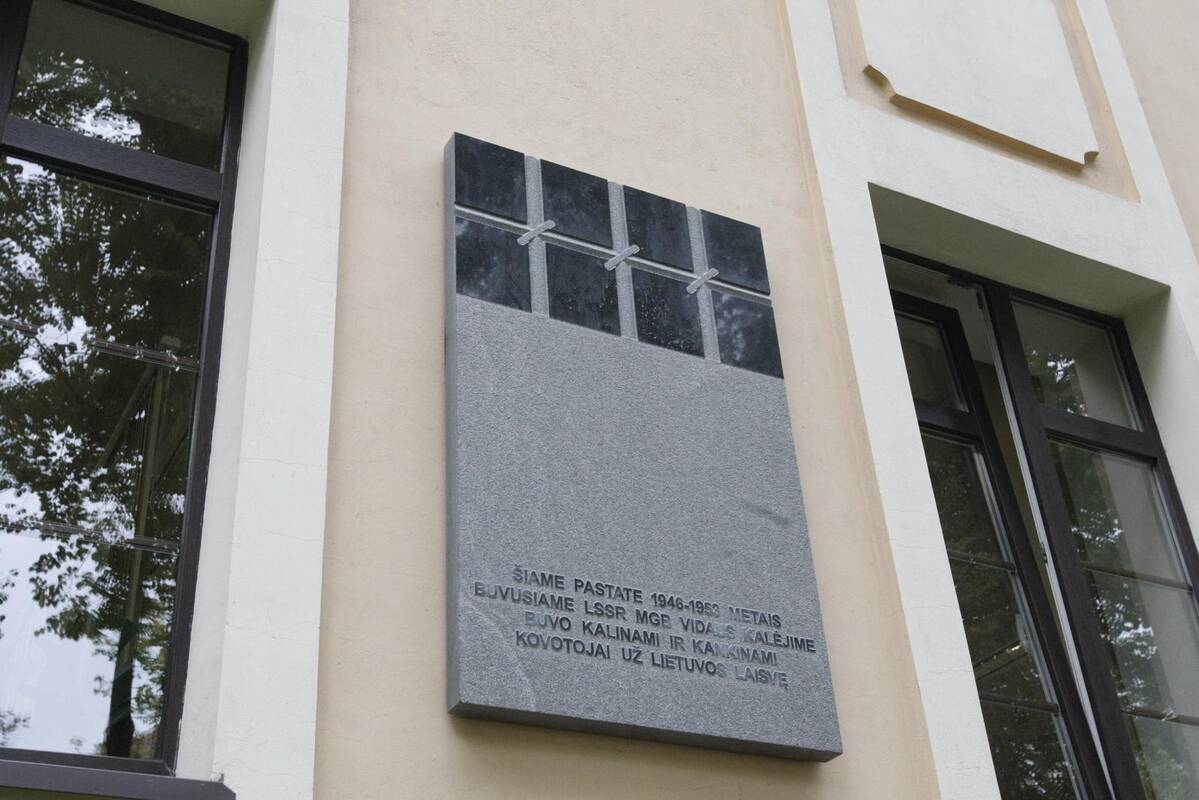 ŠIAME PASTATE 1946-1953 METAIS
BUVUSIAME LSSR MGB VIDAUS KALĖJIME
BUVO KALINAMI IR KANKINAMI
KOVOTOJAI UŽ LIETUVOS LAISVĘ